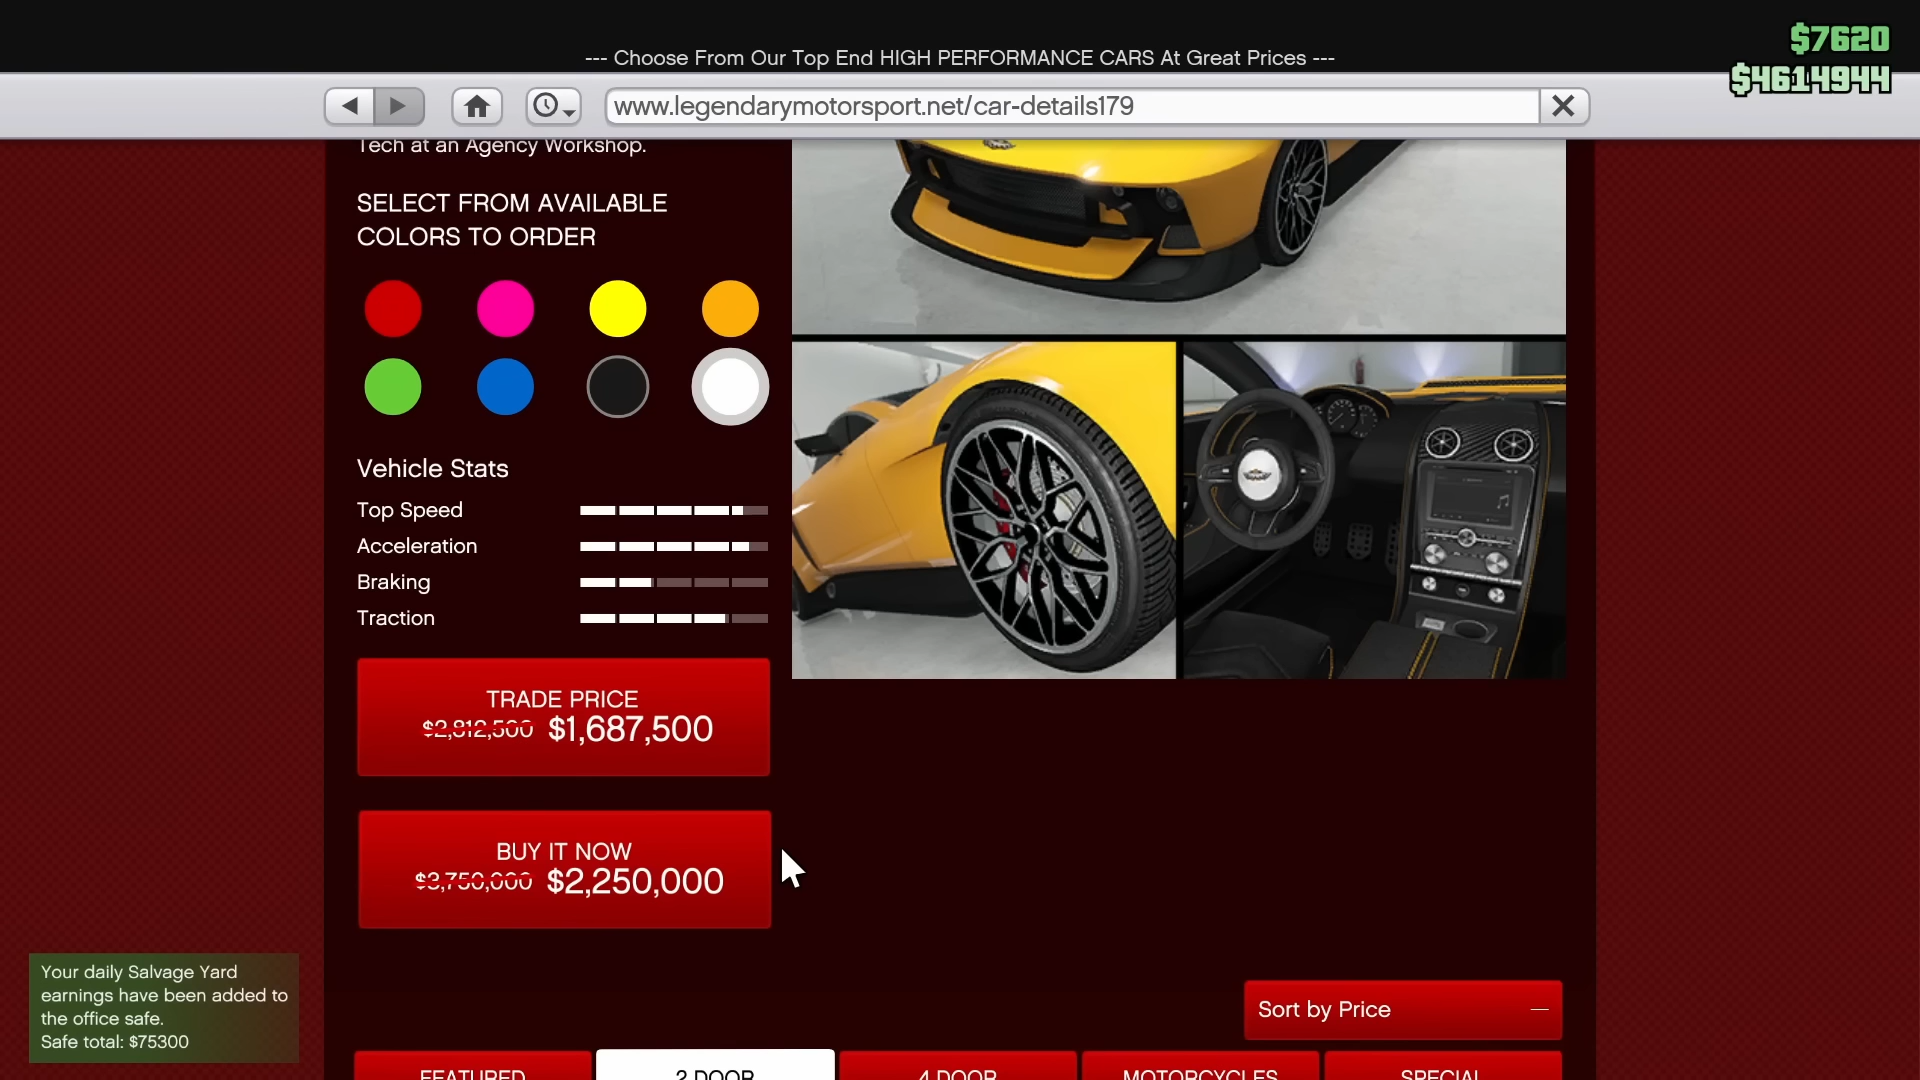 $7620
--- Choose From Our Top End HIGH PERFORMANCE CARS At Great Prices ---
$4614944
www.legendarymotorsport.net/car-details179
Tech at an Agency Workshop.
SELECT FROM AVAILABLE
COLORS TO ORDER
Vehicle Stats
Top Speed
Acceleration
Braking
Traction
TRADE PRICE
$2,812,500 $1,687,500
BUY IT NOW
$3,750,000 $2,250,000
Your daily Salvage Yard
earnings have been added to
the office safe.
Safe total: $75300
Sort by Price
FEATURED
2 DOOR
4 DOOR
MOTORCYCLES
SPECIAL